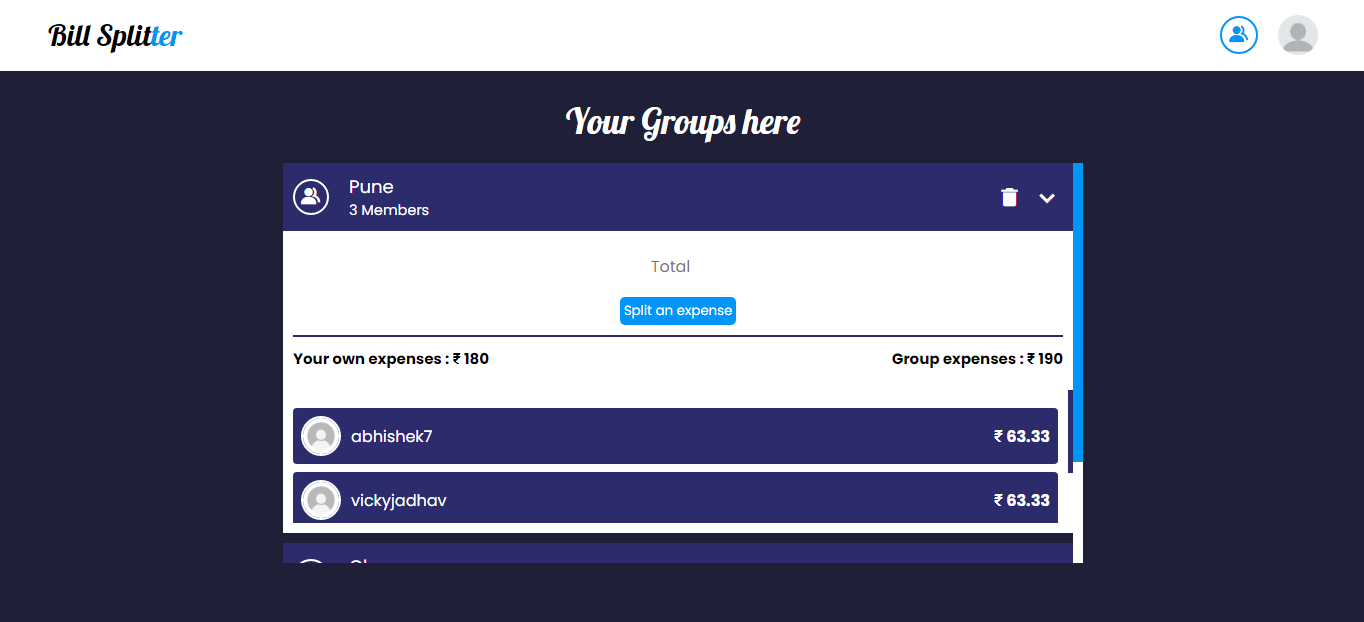 Bill Splitter
Your Groups here
Pune
3 Members
Total
Split an expense
Your own expenses : ₹ 180
Group expenses : ₹ 190
abhishek7
₹ 63.33
vickyjadhav
₹ 63.33